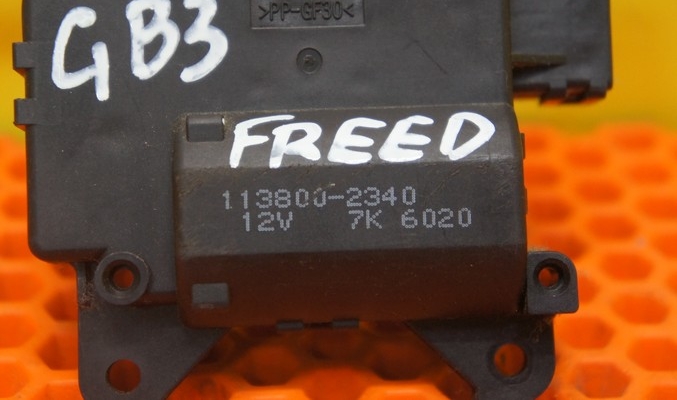 >PP-GF30<
GB3
FREED
113800-2340
12V 7K 6020